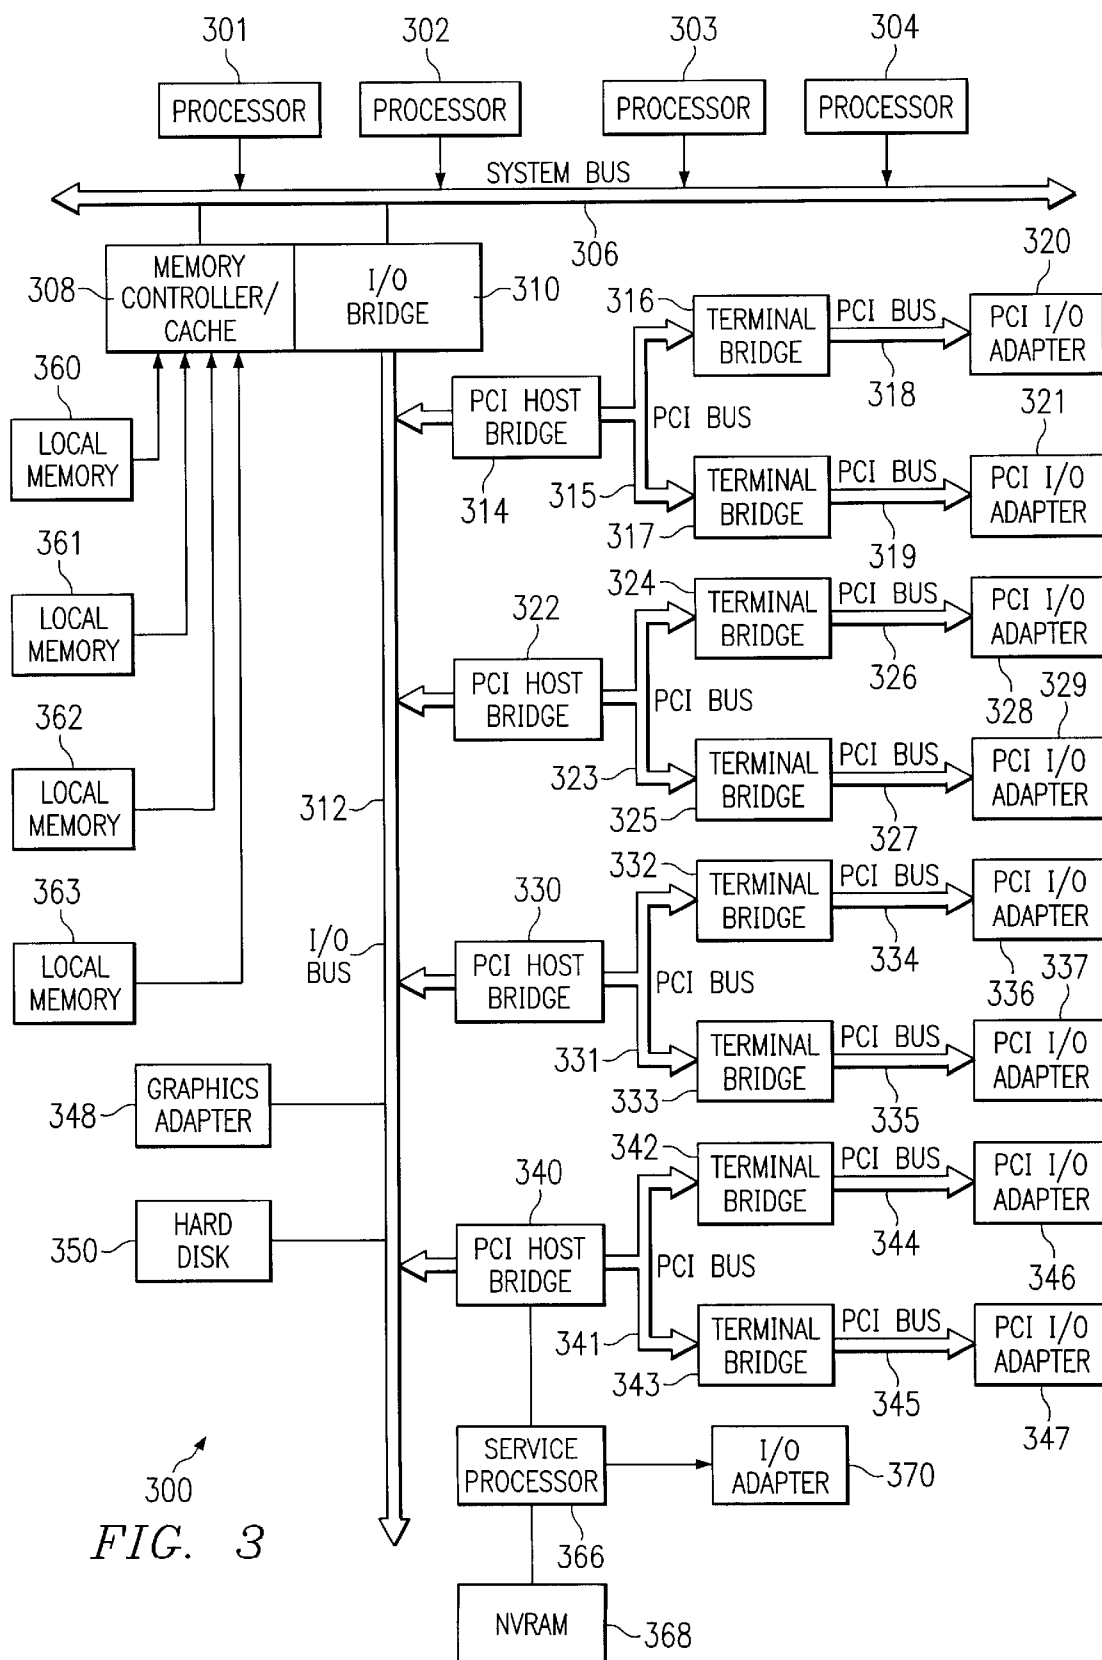 301
302
303
304
PROCESSOR
PROCESSOR
PROCESSOR
PROCESSOR
SYSTEM BUS
306
308
MEMORY
CONTROLLER/
CACHE
I/O
BRIDGE
310
316
TERMINAL
BRIDGE
PCI BUS
318
320
PCI I/O
ADAPTER
360
LOCAL
MEMORY
PCI HOST
BRIDGE
314
PCI BUS
315
321
317
TERMINAL
BRIDGE
PCI BUS
319
PCI I/O
ADAPTER
361
LOCAL
MEMORY
322
PCI HOST
BRIDGE
PCI BUS
323
324
TERMINAL
BRIDGE
PCI BUS
326
PCI I/O
ADAPTER
328
329
325
TERMINAL
BRIDGE
PCI BUS
327
PCI I/O
ADAPTER
362
LOCAL
MEMORY
312
363
LOCAL
MEMORY
I/O
BUS
330
PCI HOST
BRIDGE
PCI BUS
331
332
TERMINAL
BRIDGE
PCI BUS
334
PCI I/O
ADAPTER
336
337
333
TERMINAL
BRIDGE
PCI BUS
335
PCI I/O
ADAPTER
348
GRAPHICS
ADAPTER
350
HARD
DISK
340
PCI HOST
BRIDGE
PCI BUS
341
342
TERMINAL
BRIDGE
PCI BUS
344
PCI I/O
ADAPTER
346
343
TERMINAL
BRIDGE
PCI BUS
345
PCI I/O
ADAPTER
347
SERVICE
PROCESSOR
366
I/O
ADAPTER
370
300
FIG. 3
NVRAM
368